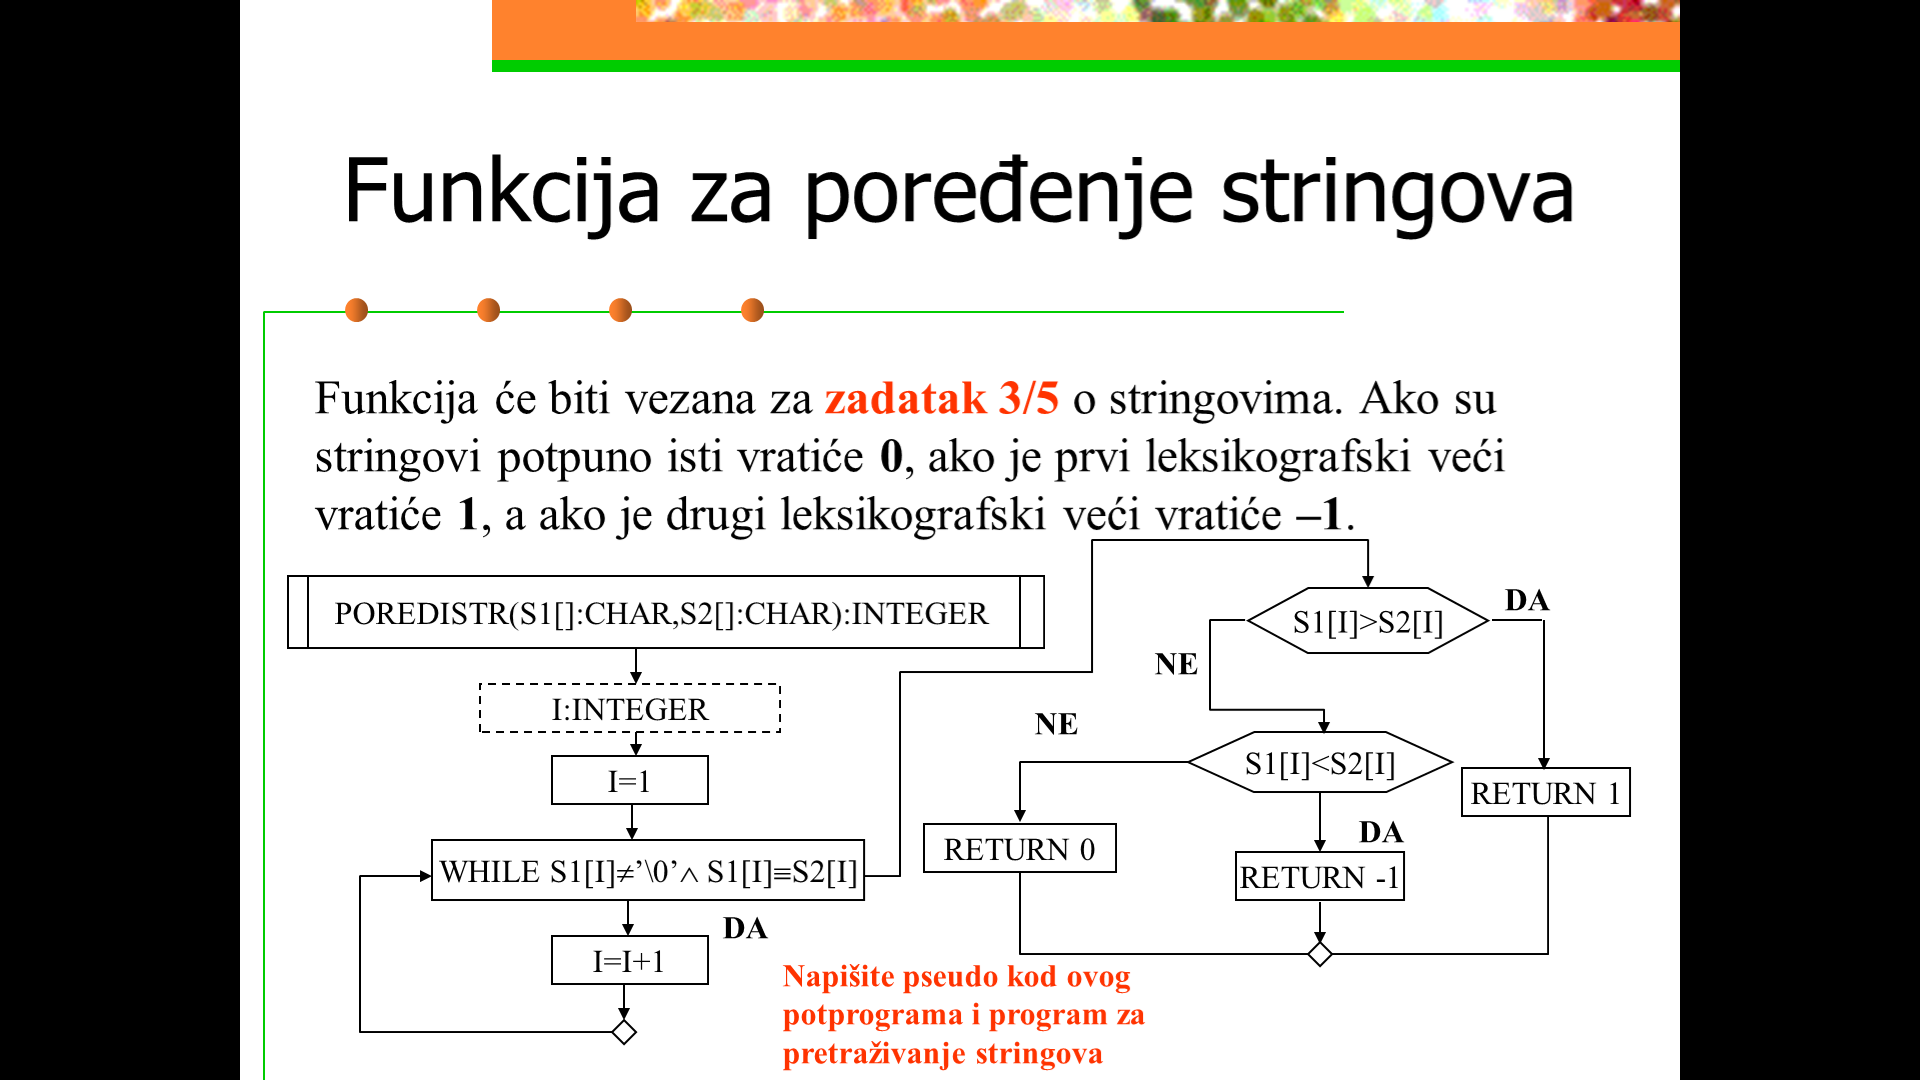 Funkcija za poređenje stringova
Funkcija će biti vezana za zadatak 3/5 o stringovima. Ako su
stringovi potpuno isti vratiće 0, ako je prvi leksikografski veći
vratiće 1, a ako je drugi leksikografski veći vratiće –1.
POREDISTR(S1[]:CHAR,S2[]:CHAR):INTEGER
I:INTEGER
I=1
WHILE S1[I]≠’\0’∧ S1[I]≡S2[I]
DA
I=I+1
S1[I]>S2[I]
DA
NE
S1[I]<S2[I]
NE
RETURN 1
DA
RETURN 0
RETURN -1
Napišite pseudo kod ovog
potprograma i program za
pretraživanje stringova